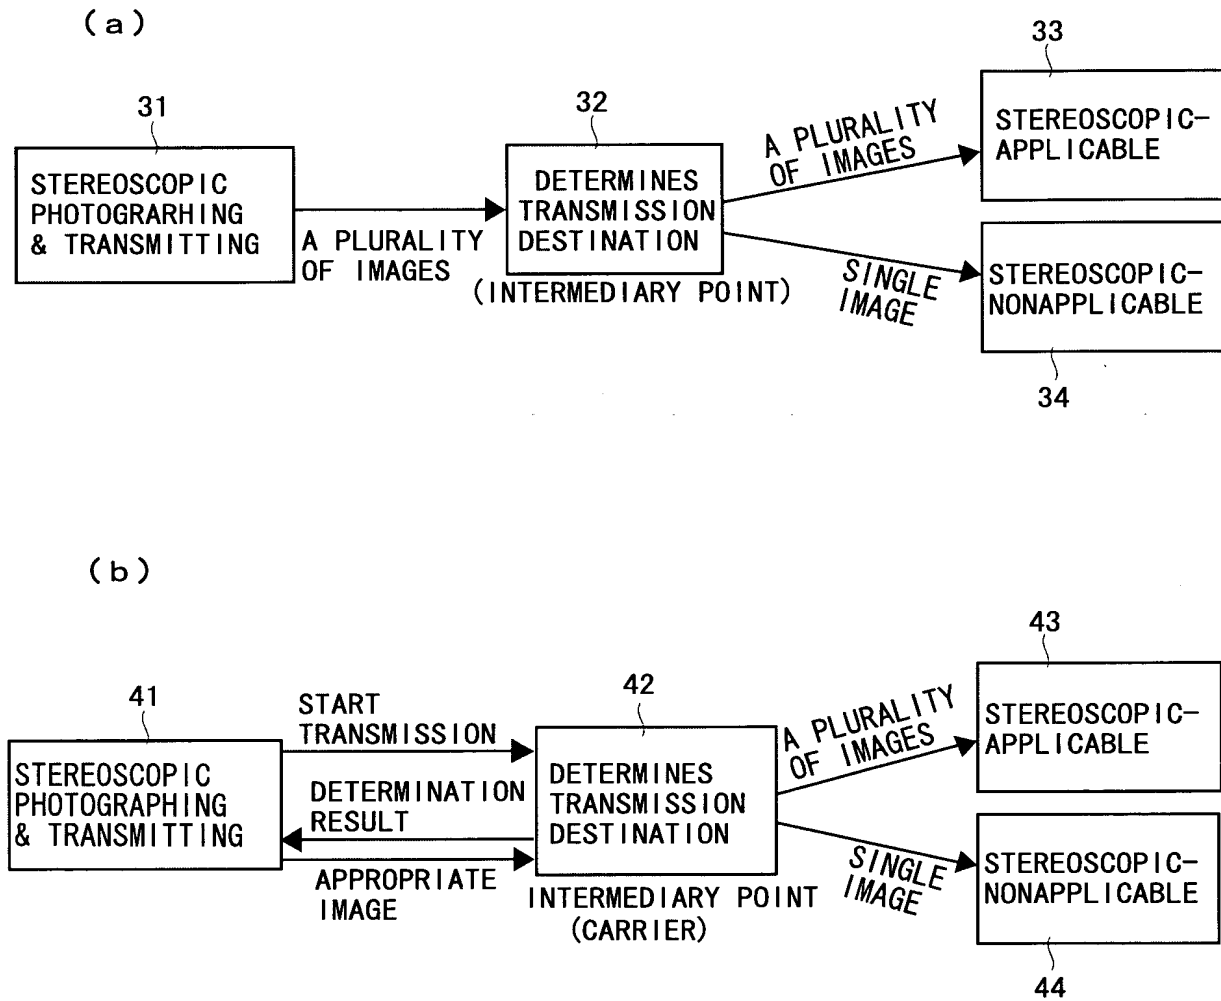 (a)
31
STEREOSCOPIC
PHOTOGRARHING
& TRANSMITTING
A PLURALITY
OF IMAGES
32
DETERMINES
TRANSMISSION
DESTINATION
(INTERMEDIARY POINT)
A PLURALITY
OF IMAGES
SINGLE
IMAGE
33
STEREOSCOPIC-
APPLICABLE
STEREOSCOPIC-
NONAPPLICABLE
34
(b)
41
STEREOSCOPIC
PHOTOGRAPHING
& TRANSMITTING
START
TRANSMISSION
DETERMINATION
RESULT
APPROPRIATE
IMAGE
42
DETERMINES
TRANSMISSION
DESTINATION
INTERMEDIARY POINT
(CARRIER)
A PLURALITY
OF IMAGES
SINGLE
IMAGE
43
STEREOSCOPIC-
APPLICABLE
STEREOSCOPIC-
NONAPPLICABLE
44